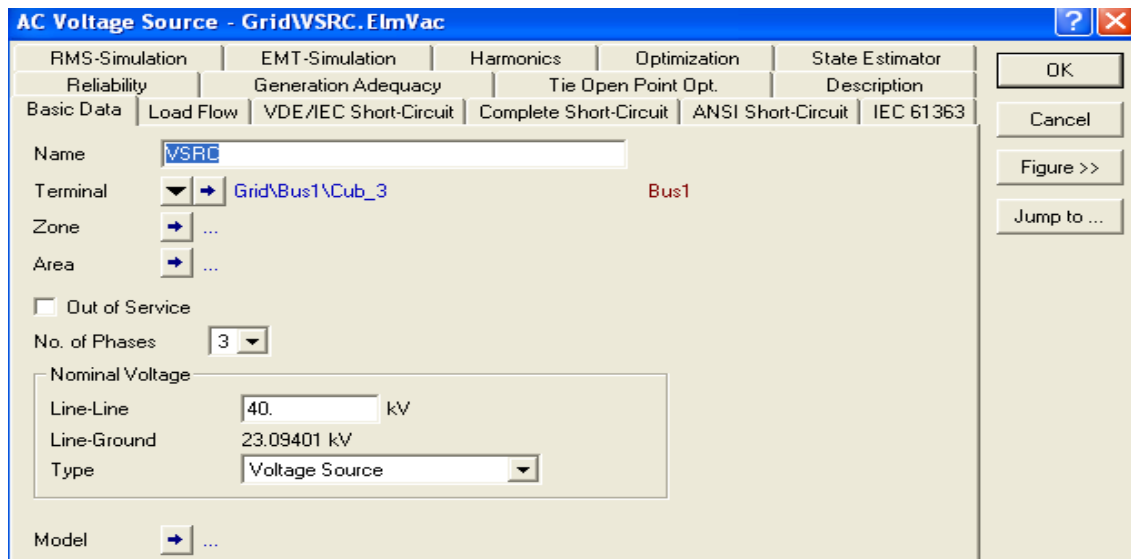 AC Voltage Source - Grid\VSRC.ElmVac
RMS-Simulation EMT-Simulation Harmonics Optimization State Estimator
Reliability Generation Adequacy Tie Open Point Opt. Description
Basic Data Load Flow VDE/IEC Short-Circuit Complete Short-Circuit ANSI Short-Circuit IEC 61363
OK
Cancel
Figure >>
Jump to ...
Name VSRC
Terminal Grid\Bus1\Cub_3 Bus1
Zone ...
Area ...
Out of Service
No. of Phases 3
Nominal Voltage
Line-Line 40. kV
Line-Ground 23.09401 kV
Type Voltage Source
Model ...